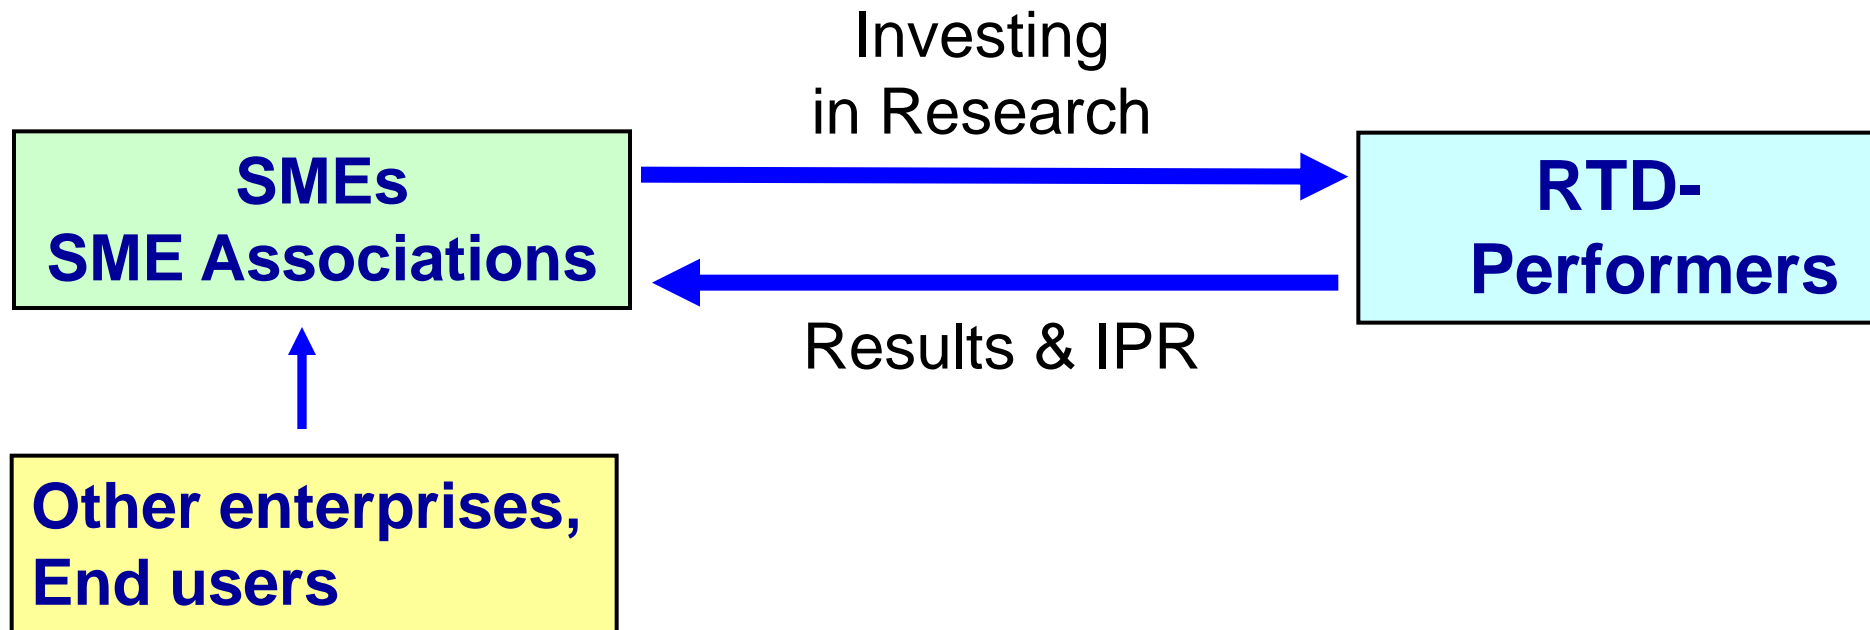 Investing
in Research
SMEs
SME Associations
RTD-
Performers
Results & IPR
Other enterprises,
End users